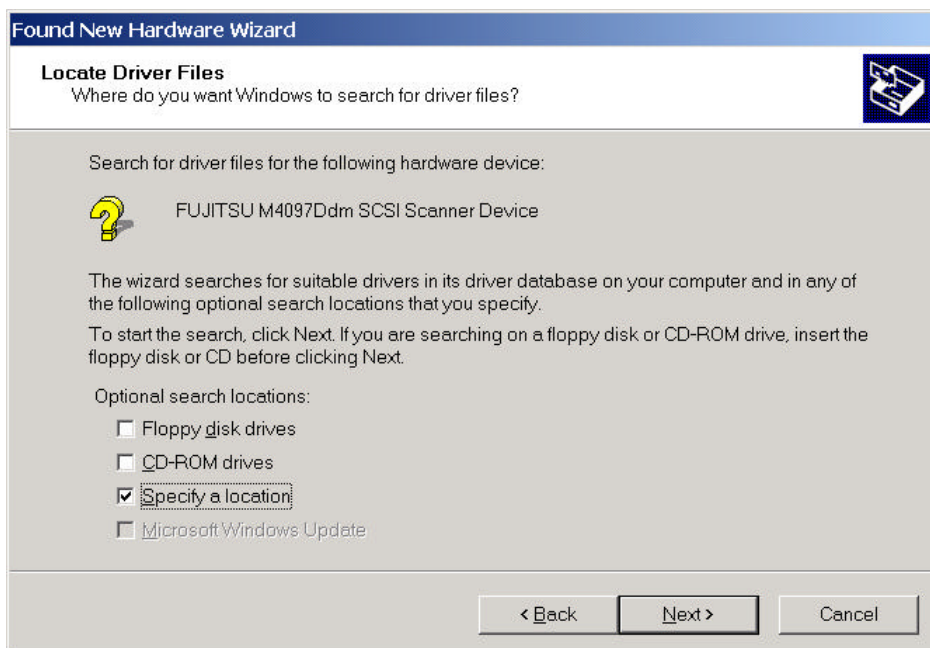 Found New Hardware Wizard
Locate Driver Files
Where do you want Windows to search for driver files?
Search for driver files for the following hardware device:
FUJITSU M4097Ddm SCSI Scanner Device
The wizard searches for suitable drivers in its driver database on your computer and in any of
the following optional search locations that you specify.
To start the search, click Next. If you are searching on a floppy disk or CD-ROM drive, insert the
floppy disk or CD before clicking Next.
Optional search locations:
Floppy disk drives
CD-ROM drives
Specify a location
Microsoft Windows Update
< Back Next > Cancel